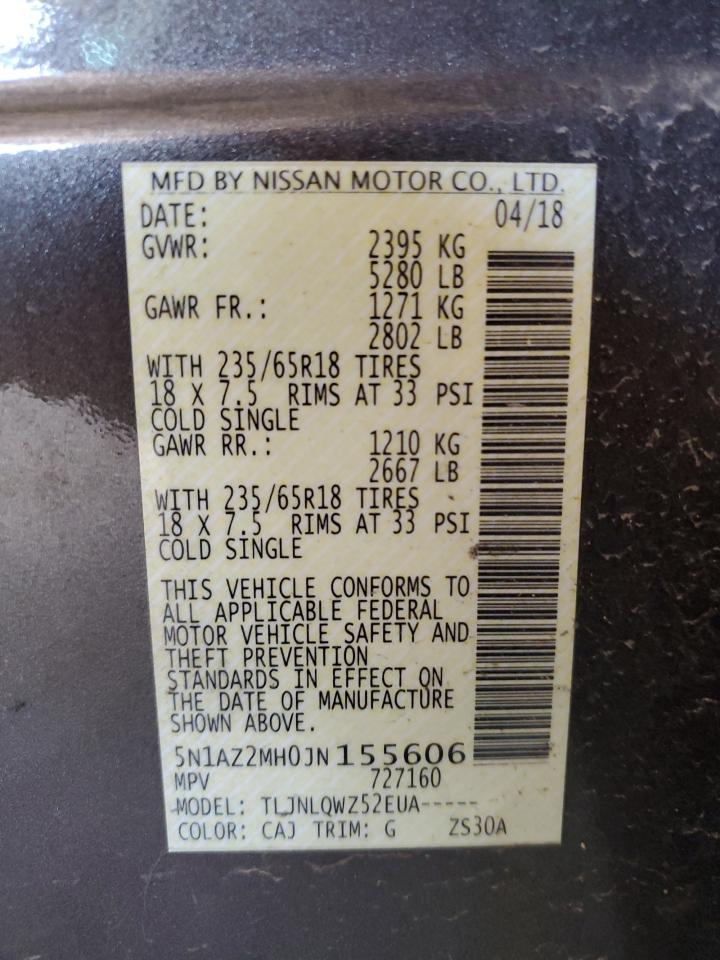 MFD BY NISSAN MOTOR CO., LTD.
DATE: 04/18
GVWR: 2395 KG
5280 LB
GAWR FR.: 1271 KG
2802 LB
WITH 235/65R18 TIRES
18 X 7.5 RIMS AT 33 PSI
COLD SINGLE
GAWR RR.: 1210 KG
2667 LB
WITH 235/65R18 TIRES
18 X 7.5 RIMS AT 33 PSI
COLD SINGLE
THIS VEHICLE CONFORMS TO
ALL APPLICABLE FEDERAL
MOTOR VEHICLE SAFETY AND
THEFT PREVENTION
STANDARDS IN EFFECT ON
THE DATE OF MANUFACTURE
SHOWN ABOVE.
5N1AZ2MH0JN155606
MPV 727160
MODEL: TLJNLQWZ52EUA-----
COLOR: CAJ TRIM: G ZS30A